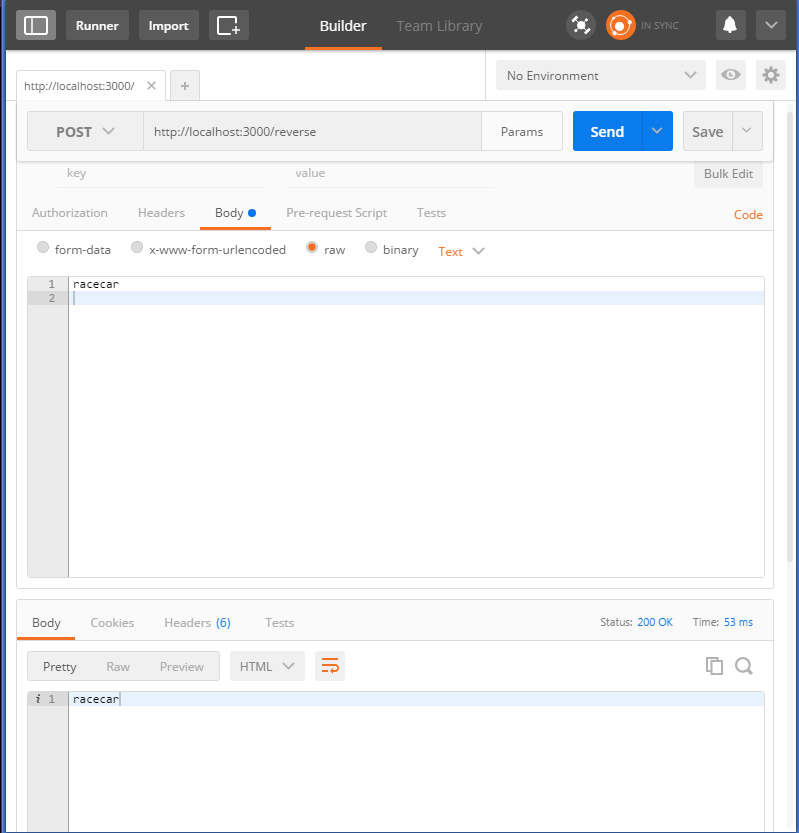 Runner Import Builder Team Library IN SYNC
http://localhost:3000/ No Environment
POST http://localhost:3000/reverse Params Send Save
key value Bulk Edit
Authorization Headers Body Pre-request Script Tests Code
form-data x-www-form-urlencoded raw binary Text
1 racecar
2
Body Cookies Headers (6) Tests Status: 200 OK Time: 53 ms
Pretty Raw Preview HTML
i 1 racecar